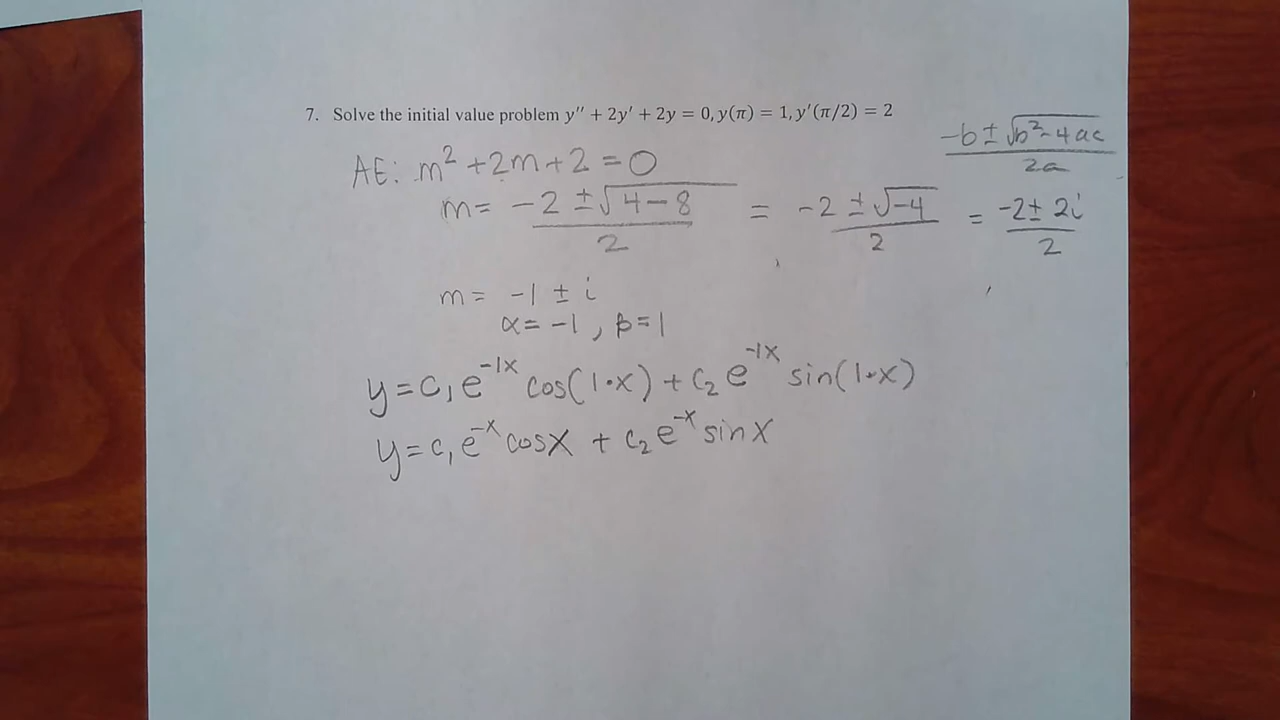 7. Solve the initial value problem y″ + 2y′ + 2y = 0, y(π) = 1, y′(π/2) = 2
-b ± √(b² - 4ac) / 2a
AE: m² + 2m + 2 = 0
m = (-2 ± √(4 - 8)) / 2 = (-2 ± √-4) / 2 = (-2 ± 2i) / 2
m = -1 ± i
α = -1, β = 1
y = c₁e^(-1x) cos(1·x) + c₂e^(-1x) sin(1·x)
y = c₁e^(-x) cosx + c₂e^(-x) sinx